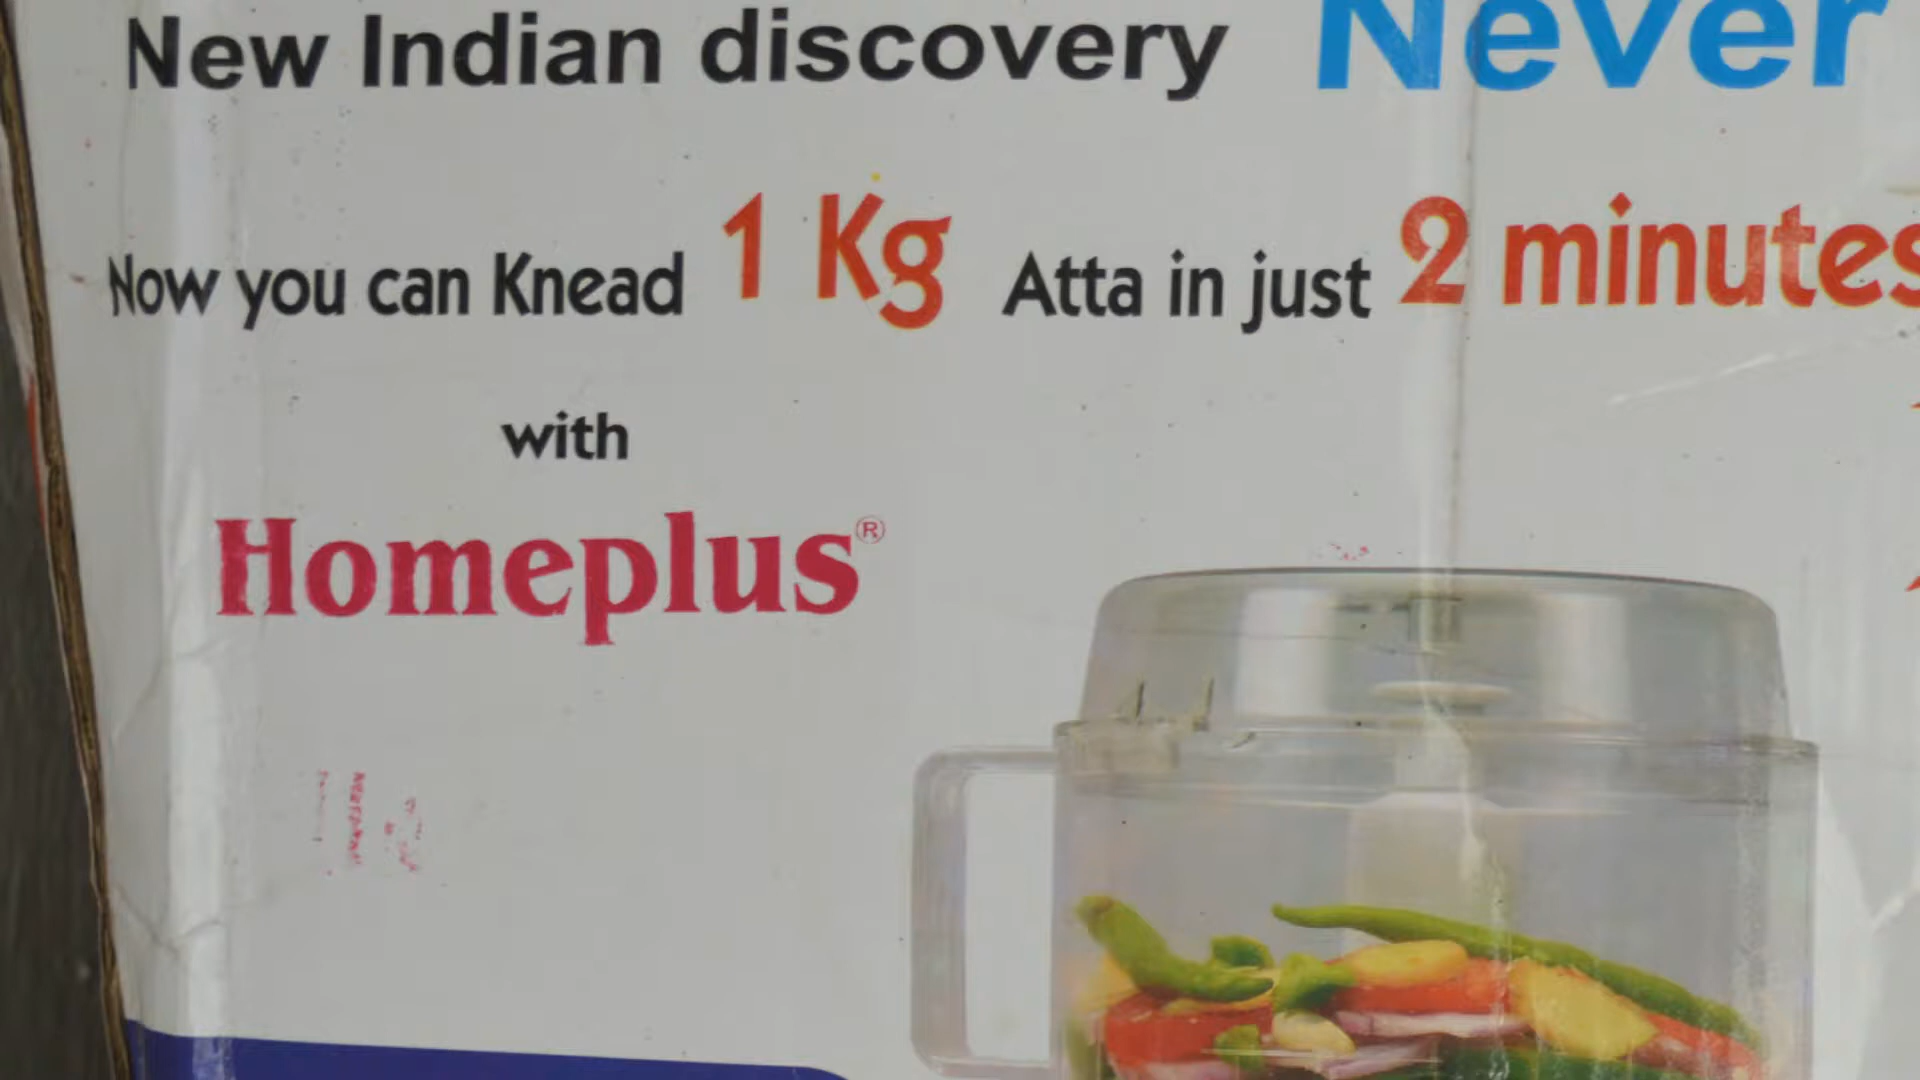 New Indian discovery Never
Now you can Knead 1 Kg Atta in just 2 minutes
with
Homeplus®